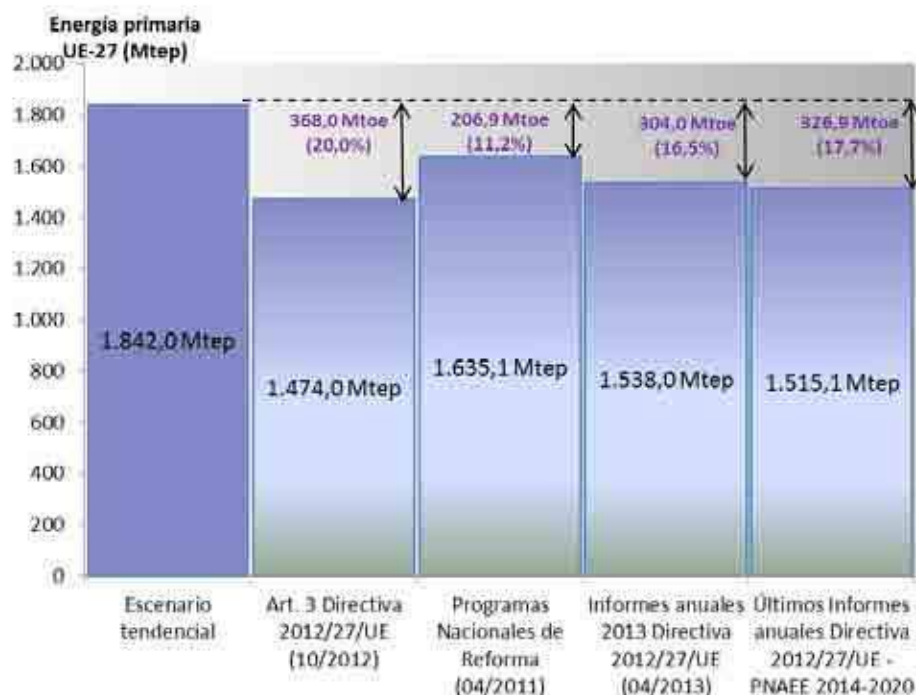 Energía primaria
UE-27 (Mtep)
2.000
1.800
1.600
1.400
1.200
1.000
800
600
400
200
0
368,0 Mtoe
(20,0%)
206,9 Mtoe
(11,2%)
304,0 Mtoe
(16,5%)
326,9 Mtoe
(17,7%)
1.842,0 Mtep
1.474,0 Mtep
1.635,1 Mtep
1.538,0 Mtep
1.515,1 Mtep
Escenario
tendencial
Art. 3 Directiva
2012/27/UE
(10/2012)
Programas
Nacionales de
Reforma
(04/2011)
Informes anuales
2013 Directiva
2012/27/UE
(04/2013)
Últimos Informes
anuales Directiva
2012/27/UE -
PNAEE 2014-2020